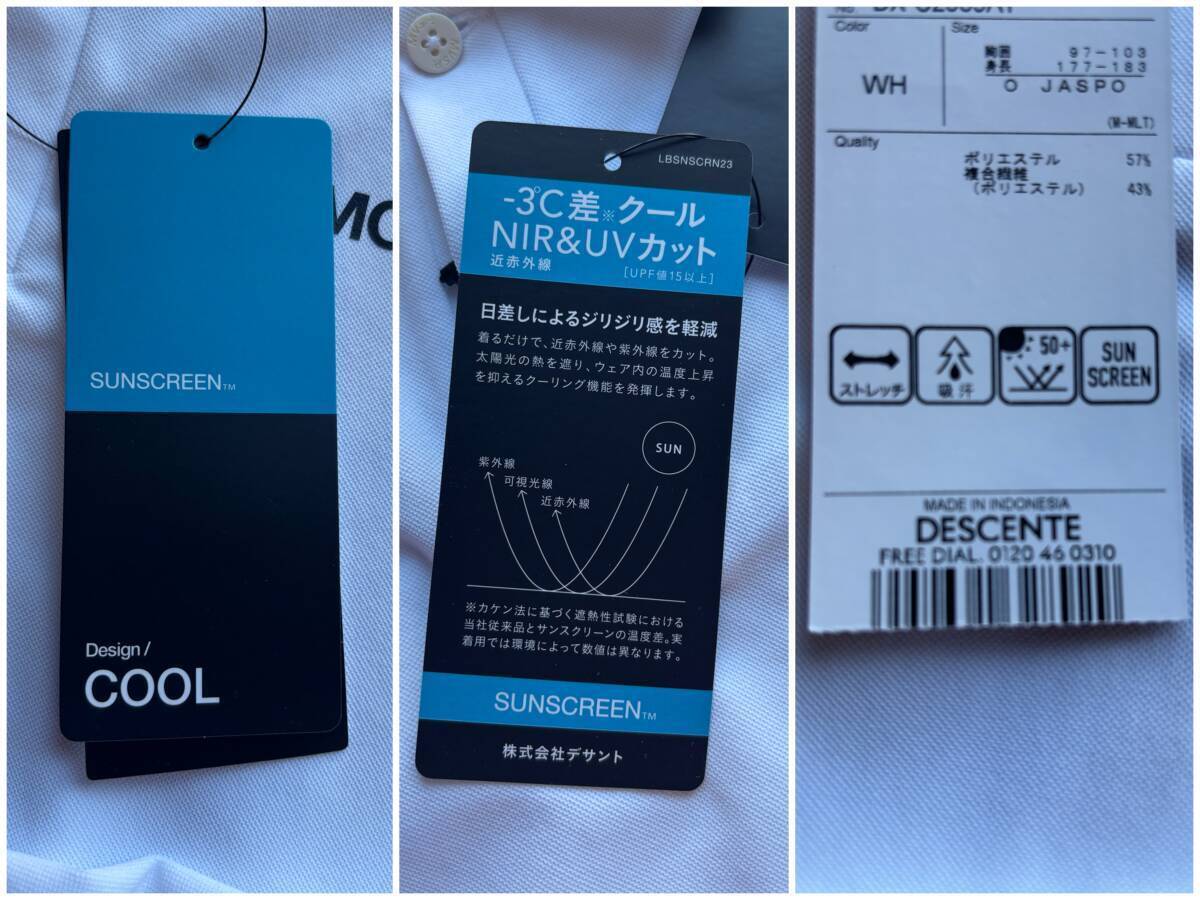 MO
SUNSCREEN™
Design /
COOL
LBSNSCRN23
-3℃差※クール
NIR&UVカット
近赤外線 [UPF値15以上]
日差しによるジリジリ感を軽減
着るだけで、近赤外線や紫外線をカット。
太陽光の熱を遮り、ウェア内の温度上昇
を抑えるクーリング機能を発揮します。
SUN
紫外線
可視光線
近赤外線
※カケン法に基づく遮熱性試験における
当社従来品とサンスクリーンの温度差。実
着用では環境によって数値は異なります。
SUNSCREEN™
株式会社デサント
Color
Size
胸囲 97-103
身長 177-183
WH
O JASPO
(M-MLT)
Quality
ポリエステル 57%
複合繊維
(ポリエステル) 43%
ストレッチ
吸汗
50+
SUN
SCREEN
MADE IN INDONESIA
DESCENTE
FREE DIAL. 0120 46 0310